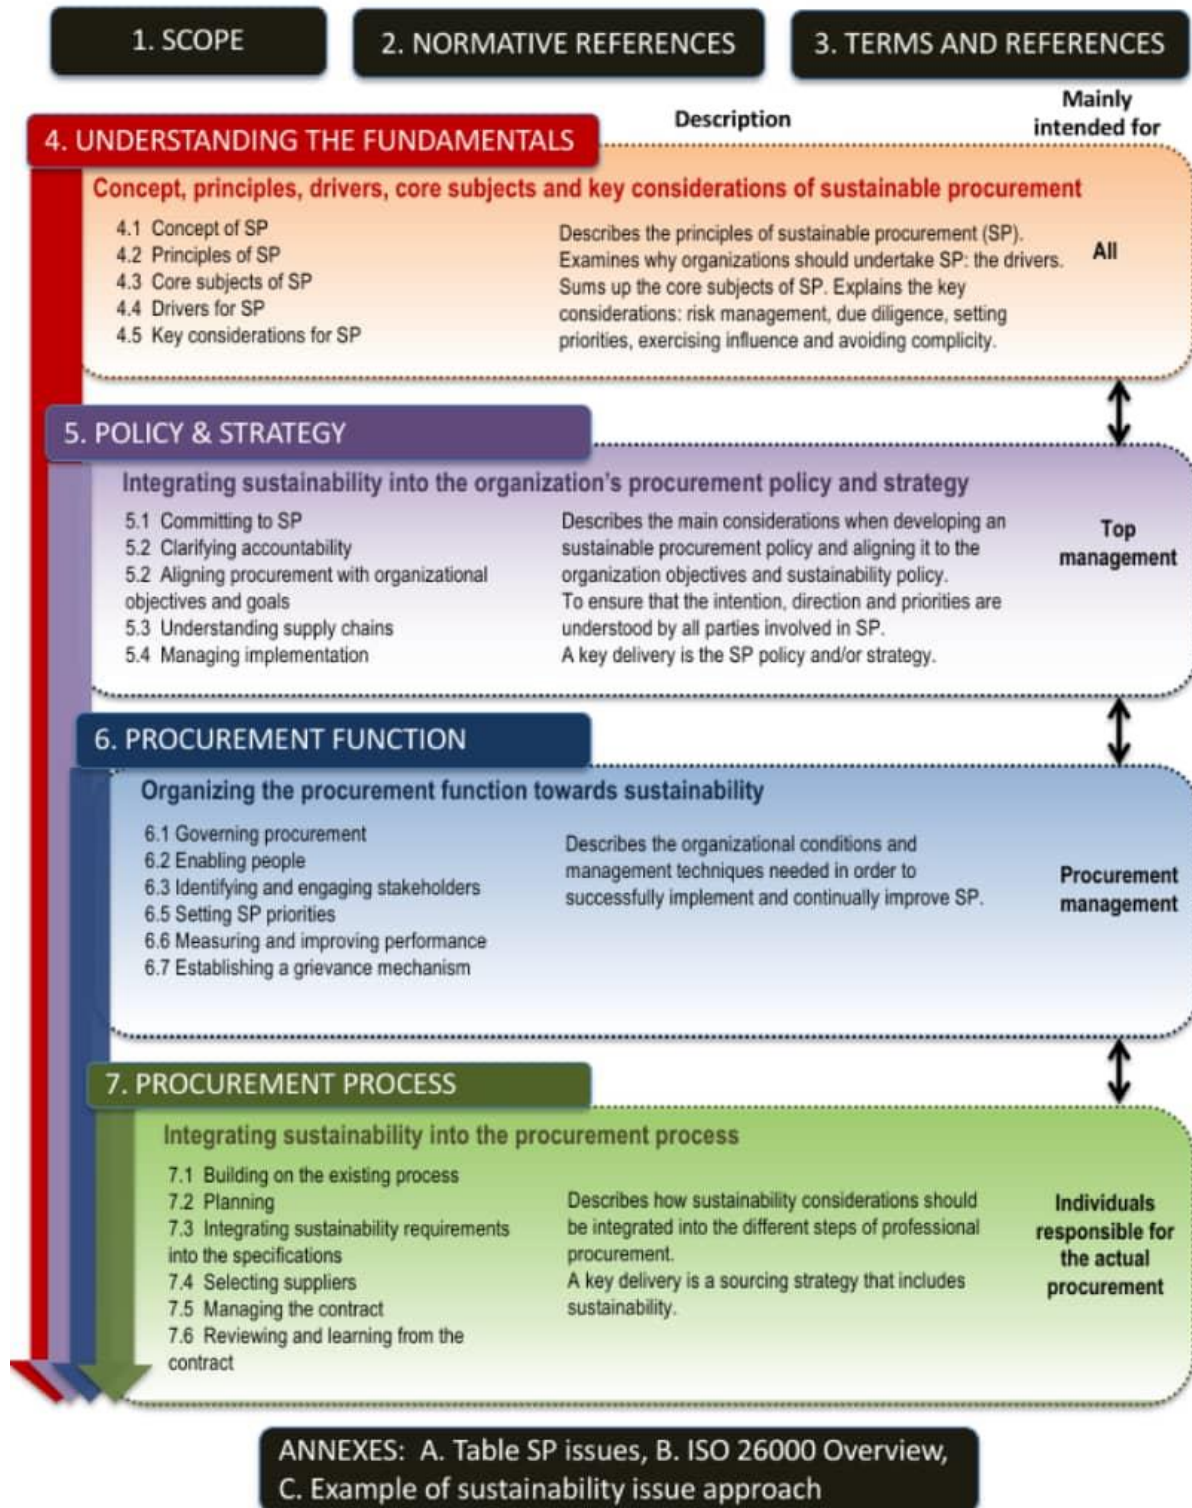 1. SCOPE
2. NORMATIVE REFERENCES
3. TERMS AND REFERENCES
Description
Mainly
intended for
4. UNDERSTANDING THE FUNDAMENTALS
Concept, principles, drivers, core subjects and key considerations of sustainable procurement
4.1 Concept of SP
4.2 Principles of SP
4.3 Core subjects of SP
4.4 Drivers for SP
4.5 Key considerations for SP
Describes the principles of sustainable procurement (SP).
Examines why organizations should undertake SP: the drivers.
Sums up the core subjects of SP. Explains the key
considerations: risk management, due diligence, setting
priorities, exercising influence and avoiding complicity.
All
5. POLICY & STRATEGY
Integrating sustainability into the organization's procurement policy and strategy
5.1 Committing to SP
5.2 Clarifying accountability
5.2 Aligning procurement with organizational
objectives and goals
5.3 Understanding supply chains
5.4 Managing implementation
Describes the main considerations when developing an
sustainable procurement policy and aligning it to the
organization objectives and sustainability policy.
To ensure that the intention, direction and priorities are
understood by all parties involved in SP.
A key delivery is the SP policy and/or strategy.
Top
management
6. PROCUREMENT FUNCTION
Organizing the procurement function towards sustainability
6.1 Governing procurement
6.2 Enabling people
6.3 Identifying and engaging stakeholders
6.5 Setting SP priorities
6.6 Measuring and improving performance
6.7 Establishing a grievance mechanism
Describes the organizational conditions and
management techniques needed in order to
successfully implement and continually improve SP.
Procurement
management
7. PROCUREMENT PROCESS
Integrating sustainability into the procurement process
7.1 Building on the existing process
7.2 Planning
7.3 Integrating sustainability requirements
into the specifications
7.4 Selecting suppliers
7.5 Managing the contract
7.6 Reviewing and learning from the
contract
Describes how sustainability considerations should
be integrated into the different steps of professional
procurement.
A key delivery is a sourcing strategy that includes
sustainability.
Individuals
responsible for
the actual
procurement
ANNEXES: A. Table SP issues, B. ISO 26000 Overview,
C. Example of sustainability issue approach